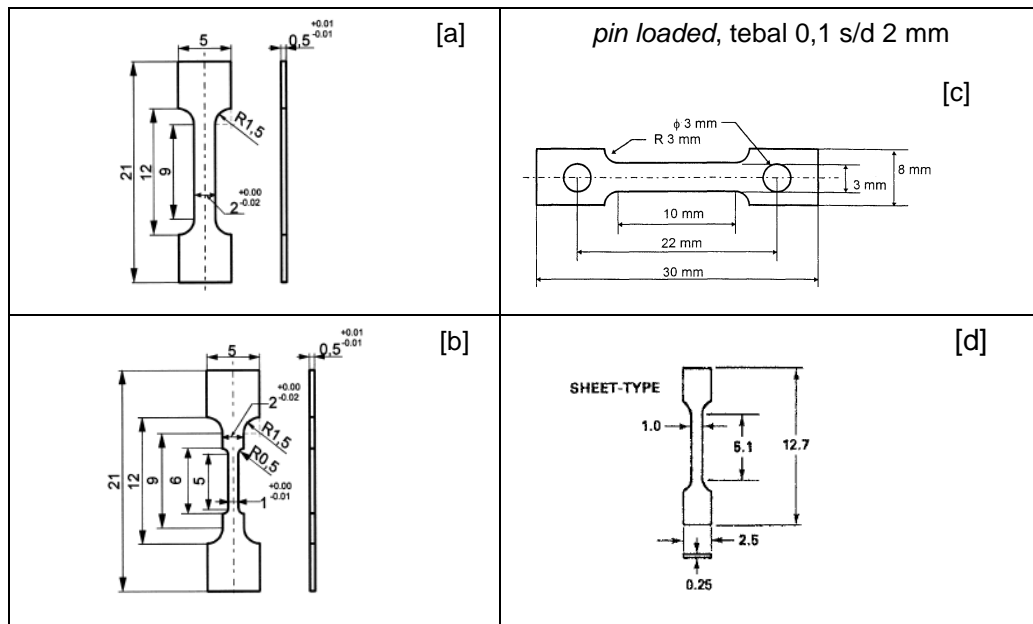 [a]
5
0,5 +0.01 -0.01
R1,5
21
12
9
2 +0.00 -0.02
pin loaded, tebal 0,1 s/d 2 mm
[c]
ϕ 3 mm
R 3 mm
8 mm
3 mm
10 mm
22 mm
30 mm
[b]
5
0,5 +0.01 -0.01
2 +0.00 -0.02
R1,5
R0,5
21
12
9
6
5
1 +0.00 -0.01
[d]
SHEET-TYPE
1.0
5.1
12.7
2.5
0.25